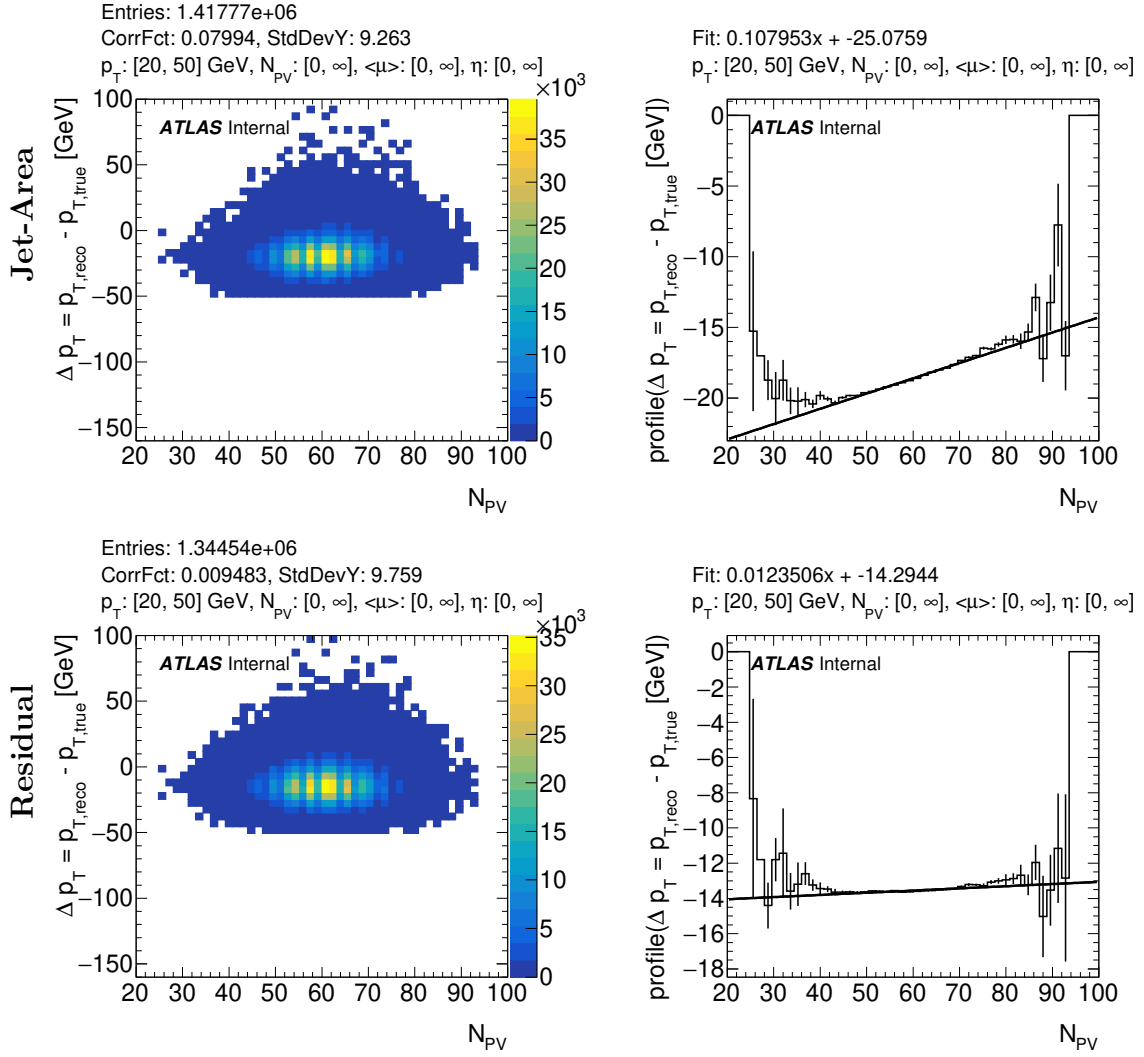 Entries: 1.41777e+06
CorrFct: 0.07994, StdDevY: 9.263
p_T: [20, 50] GeV, N_PV: [0, ∞], <μ>: [0, ∞], η: [0, ∞]
×10³
ATLAS Internal
Jet-Area
Δ p_T = p_T,reco - p_T,true [GeV]
100
50
0
−50
−100
−150
40
35
30
25
20
15
10
5
0
20 30 40 50 60 70 80 90 100
N_PV
Fit: 0.107953x + -25.0759
p_T: [20, 50] GeV, N_PV: [0, ∞], <μ>: [0, ∞], η: [0, ∞]
ATLAS Internal
profile(Δ p_T = p_T,reco - p_T,true [GeV])
0
−5
−10
−15
−20
20 30 40 50 60 70 80 90 100
N_PV
Entries: 1.34454e+06
CorrFct: 0.009483, StdDevY: 9.759
p_T: [20, 50] GeV, N_PV: [0, ∞], <μ>: [0, ∞], η: [0, ∞]
×10³
ATLAS Internal
Residual
Δ p_T = p_T,reco - p_T,true [GeV]
100
50
0
−50
−100
−150
35
30
25
20
15
10
5
0
20 30 40 50 60 70 80 90 100
N_PV
Fit: 0.0123506x + -14.2944
p_T: [20, 50] GeV, N_PV: [0, ∞], <μ>: [0, ∞], η: [0, ∞]
ATLAS Internal
profile(Δ p_T = p_T,reco - p_T,true [GeV])
0
−2
−4
−6
−8
−10
−12
−14
−16
−18
20 30 40 50 60 70 80 90 100
N_PV